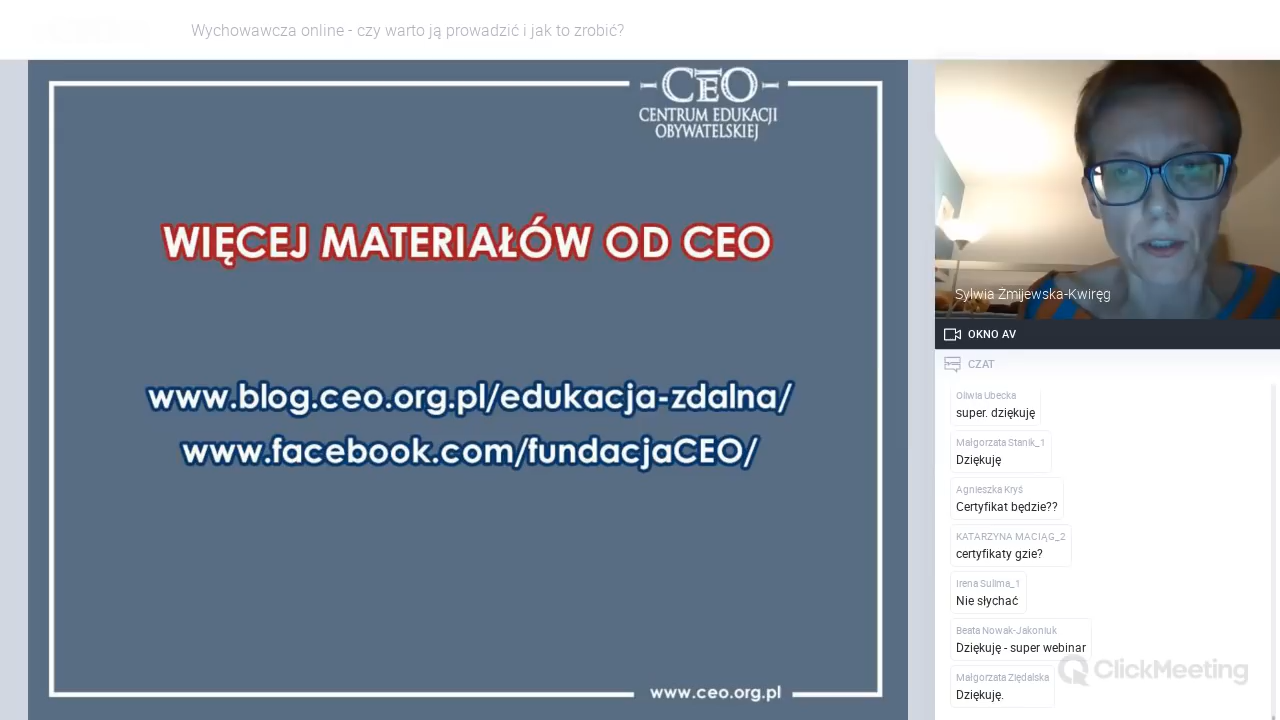 Wychowawcza online - czy warto ją prowadzić i jak to zrobić?
CEO
CENTRUM EDUKACJI
OBYWATELSKIEJ
WIĘCEJ MATERIAŁÓW OD CEO
www.blog.ceo.org.pl/edukacja-zdalna/
www.facebook.com/fundacjaCEO/
www.ceo.org.pl
Sylwia Żmijewska-Kwiręg
OKNO AV
CZAT
Oliwia Ubecka
super. dziękuję
Małgorzata Stanik_1
Dziękuję
Agnieszka Kryś
Certyfikat będzie??
KATARZYNA MACIĄG_2
certyfikaty gzie?
Irena Sulima_1
Nie słychać
Beata Nowak-Jakoniuk
Dziękuję - super webinar
Małgorzata Ziędalska
Dziękuję.
ClickMeeting